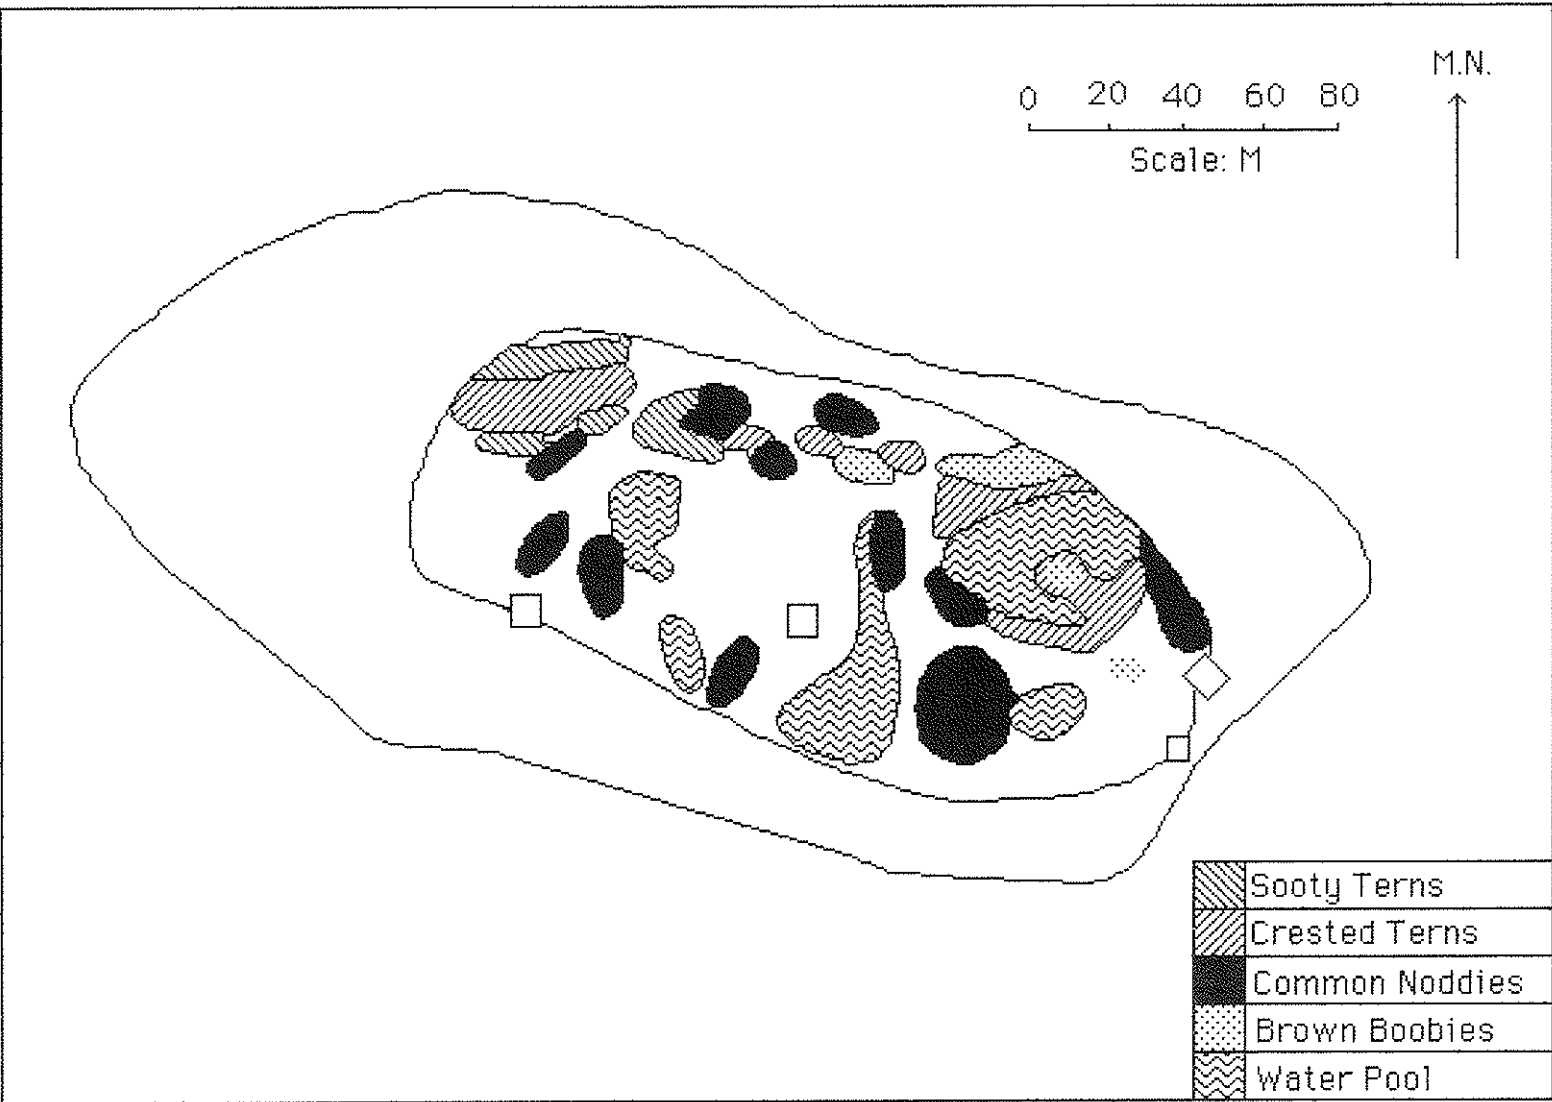 M.N.
0 20 40 60 80
Scale: M
Sooty Terns
Crested Terns
Common Noddies
Brown Boobies
Water Pool